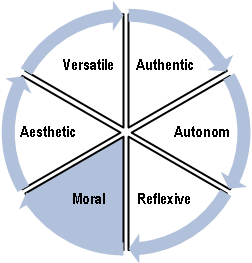 Versatile Authentic
Aesthetic Autonom
Moral Reflexive